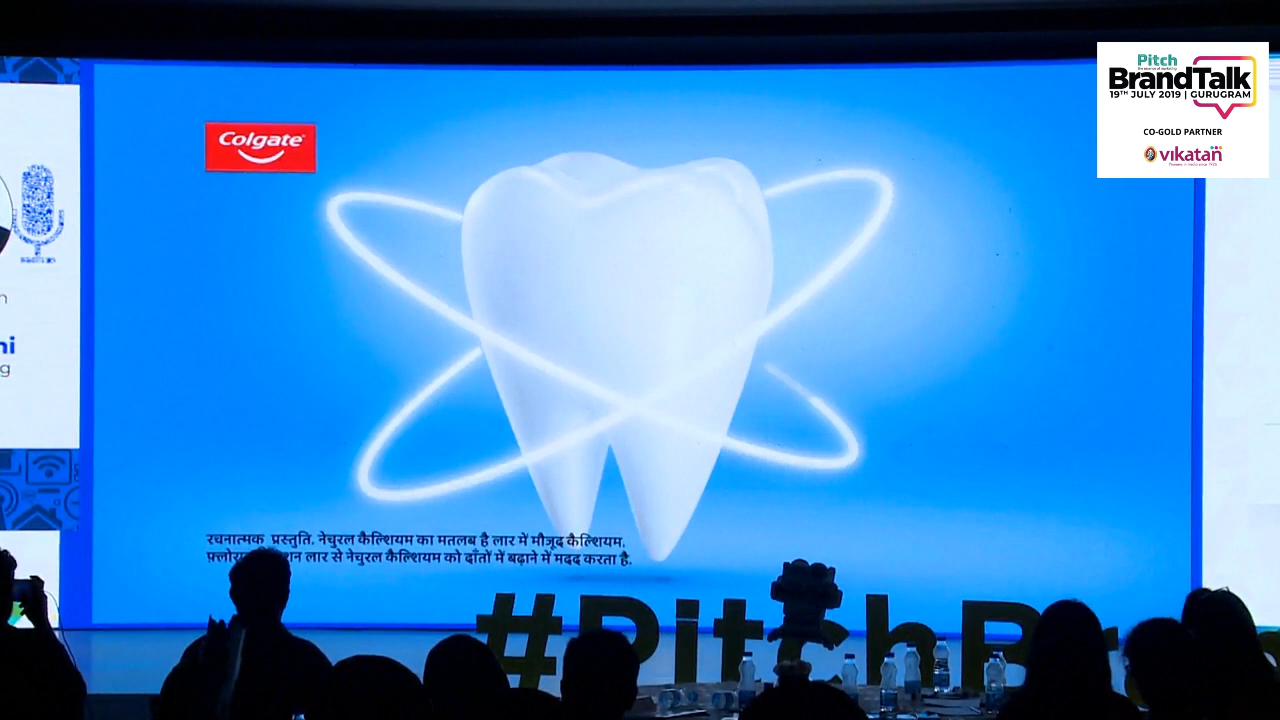 Pitch
BrandTalk
19TH JULY 2019 | GURUGRAM
CO-GOLD PARTNER
vikatan
Colgate
रचनात्मक प्रस्तुति. नेचुरल कैल्शियम का मतलब है लार में मौजूद कैल्शियम,
लार से नेचुरल कैल्शियम को दाँतों में बढ़ाने में मदद करता है.